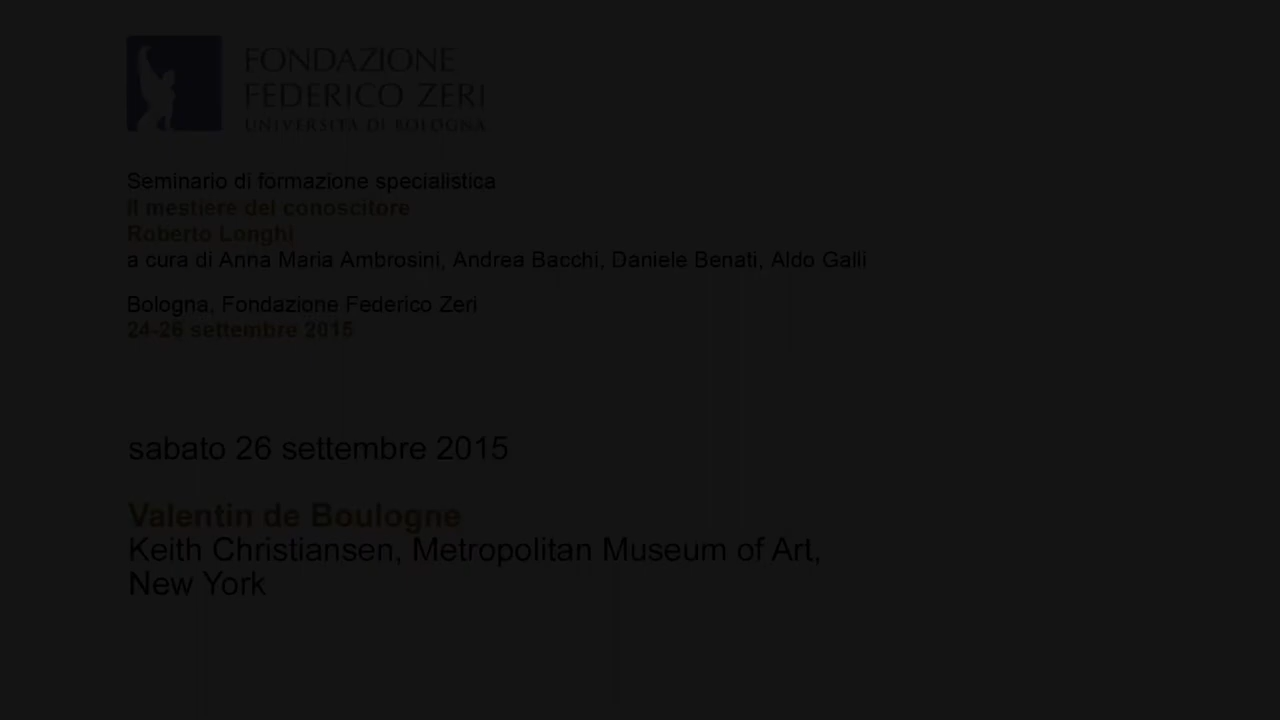 FONDAZIONE
FEDERICO ZERI
UNIVERSITÀ DI BOLOGNA
Seminario di formazione specialistica
Il mestiere del conoscitore
Roberto Longhi
a cura di Anna Maria Ambrosini, Andrea Bacchi, Daniele Benati, Aldo Galli
Bologna, Fondazione Federico Zeri
24-26 settembre 2015
sabato 26 settembre 2015
Valentin de Boulogne
Keith Christiansen, Metropolitan Museum of Art,
New York